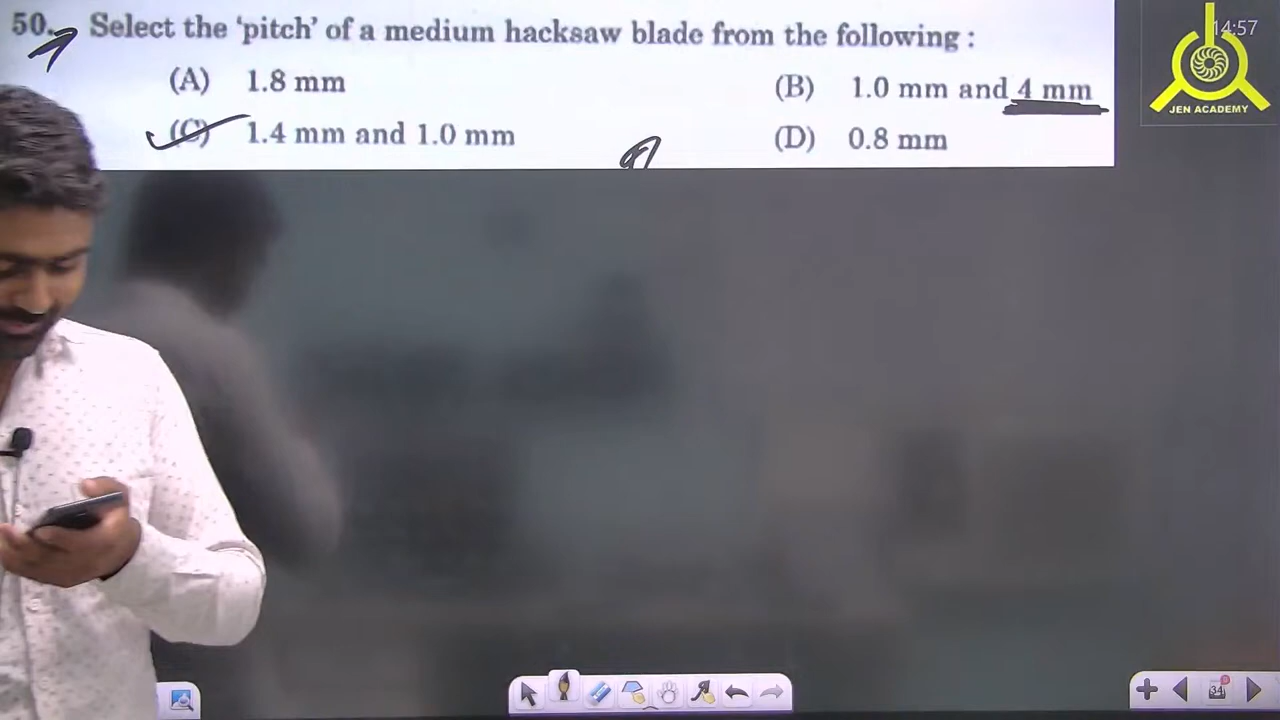 50. Select the ‘pitch’ of a medium hacksaw blade from the following :
(A) 1.8 mm
(B) 1.0 mm and 4 mm
(C) 1.4 mm and 1.0 mm
(D) 0.8 mm
14:57
JEN ACADEMY
34